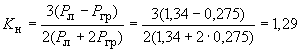 Kн = 3(Pл − Pгр) / 2(Pл + 2Pгр) = 3(1,34 − 0,275) / 2(1,34 + 2 · 0,275) = 1,29